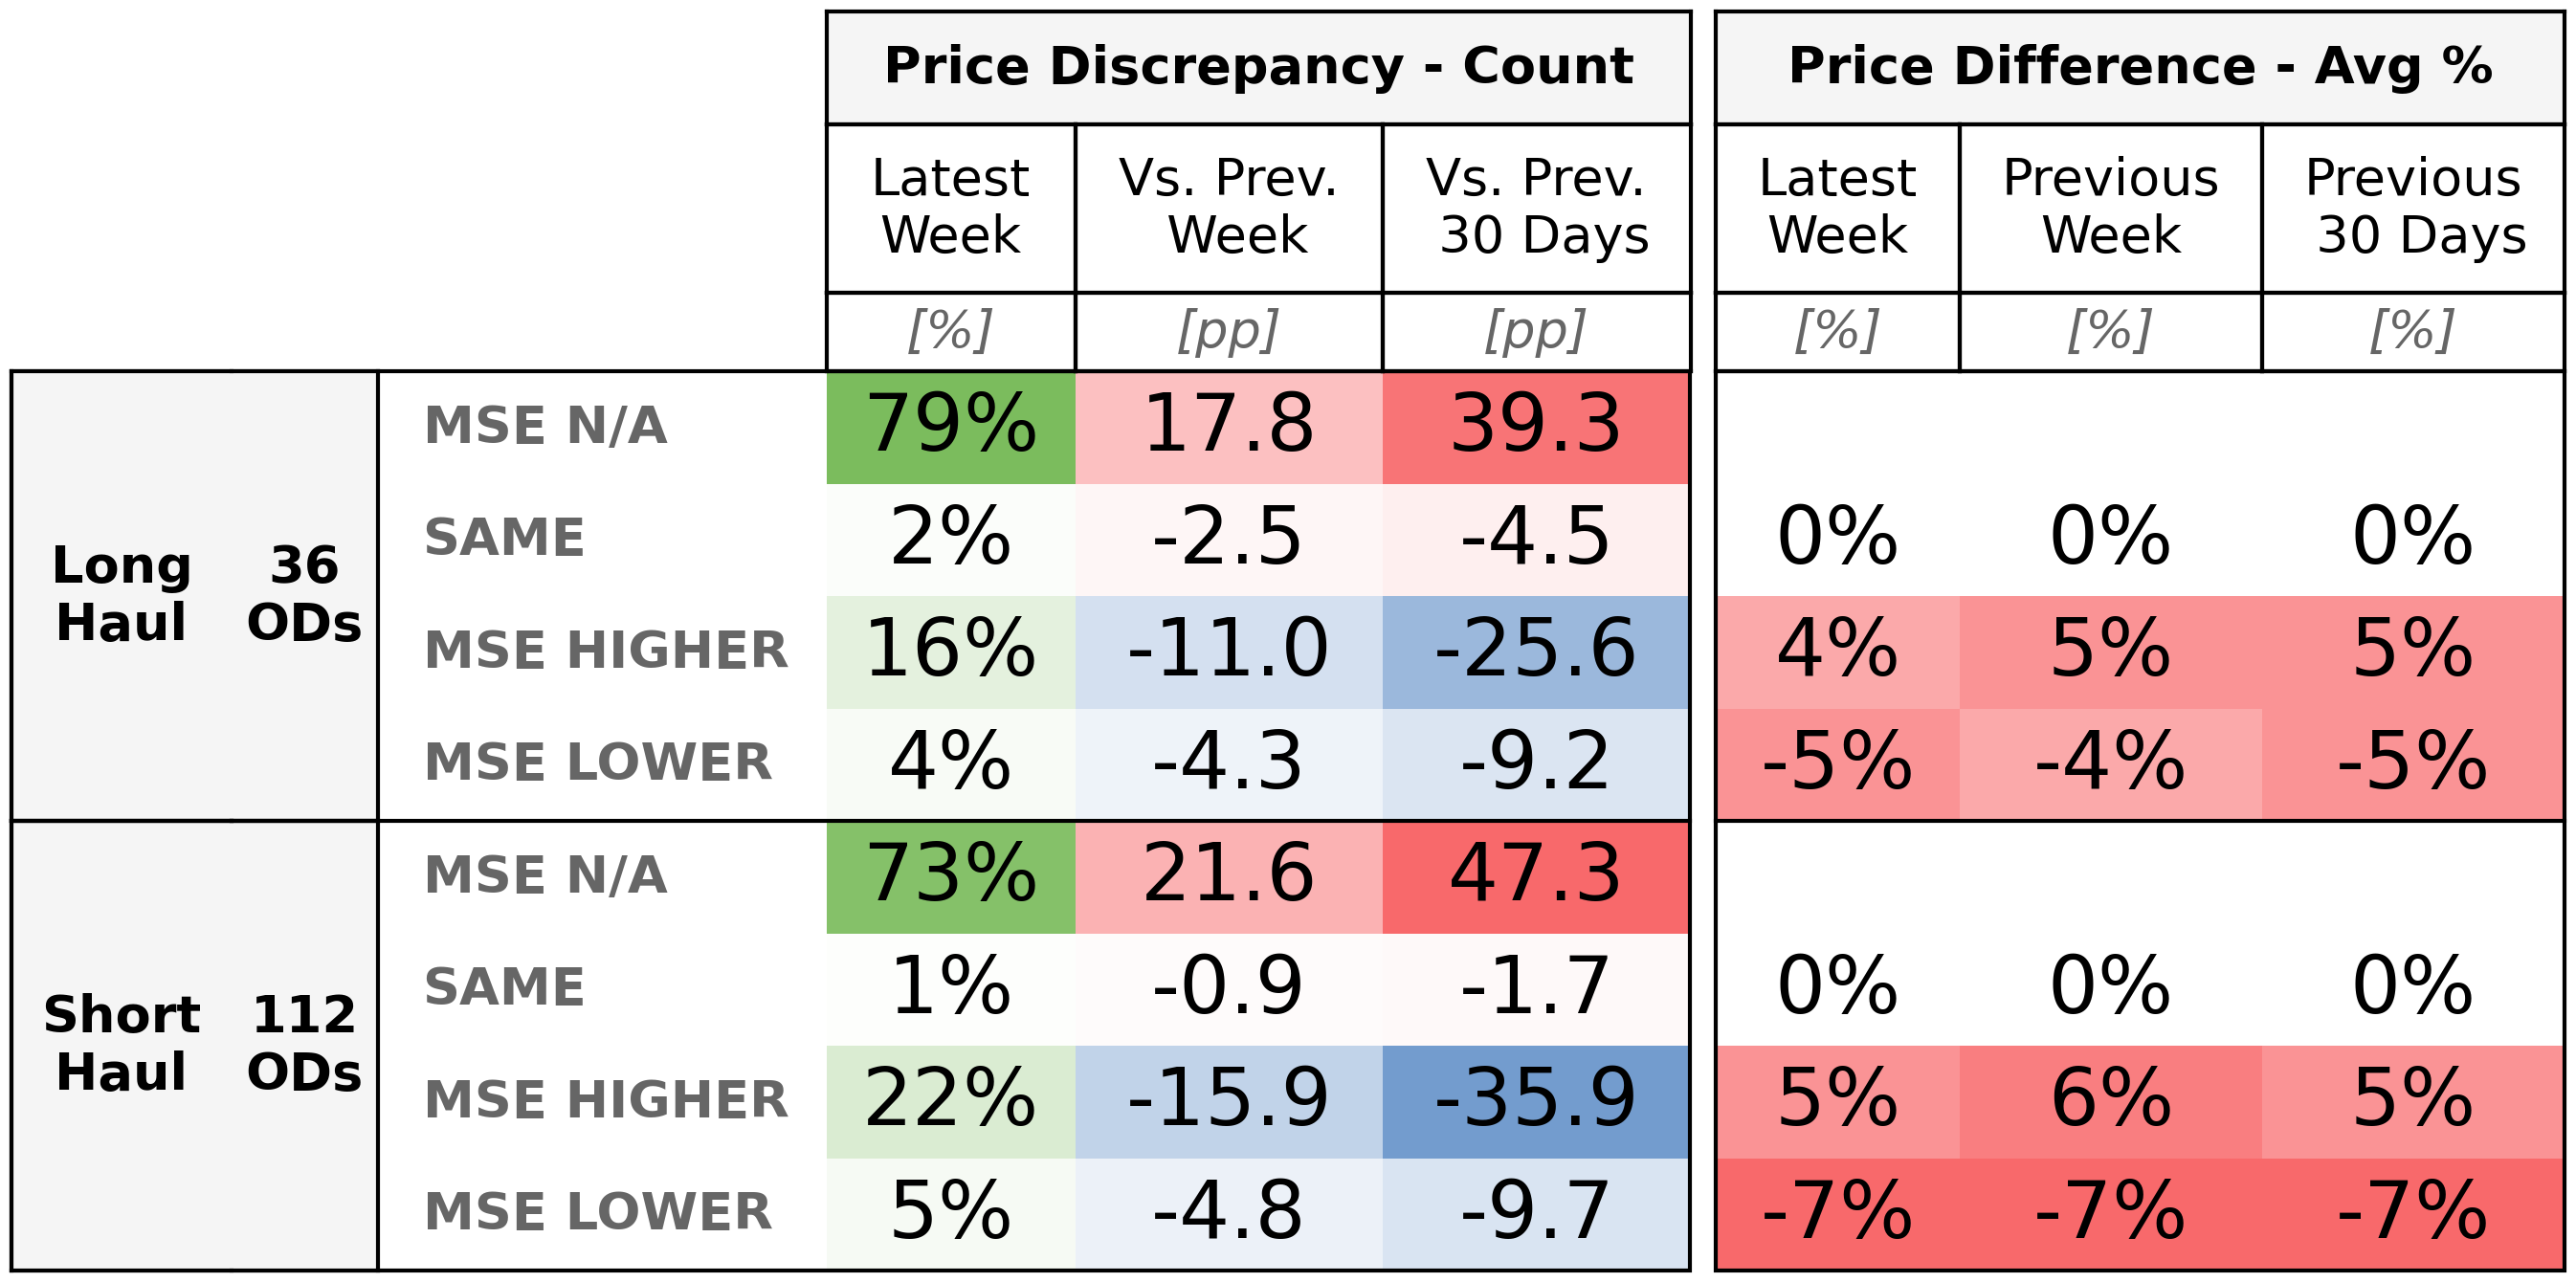 Price Discrepancy - Count Price Difference - Avg %
Latest Week Vs. Prev. Week Vs. Prev. 30 Days Latest Week Previous Week Previous 30 Days
[%] [pp] [pp] [%] [%] [%]
Long Haul 36 ODs
MSE N/A 79% 17.8 39.3
SAME 2% -2.5 -4.5 0% 0% 0%
MSE HIGHER 16% -11.0 -25.6 4% 5% 5%
MSE LOWER 4% -4.3 -9.2 -5% -4% -5%
Short Haul 112 ODs
MSE N/A 73% 21.6 47.3
SAME 1% -0.9 -1.7 0% 0% 0%
MSE HIGHER 22% -15.9 -35.9 5% 6% 5%
MSE LOWER 5% -4.8 -9.7 -7% -7% -7%